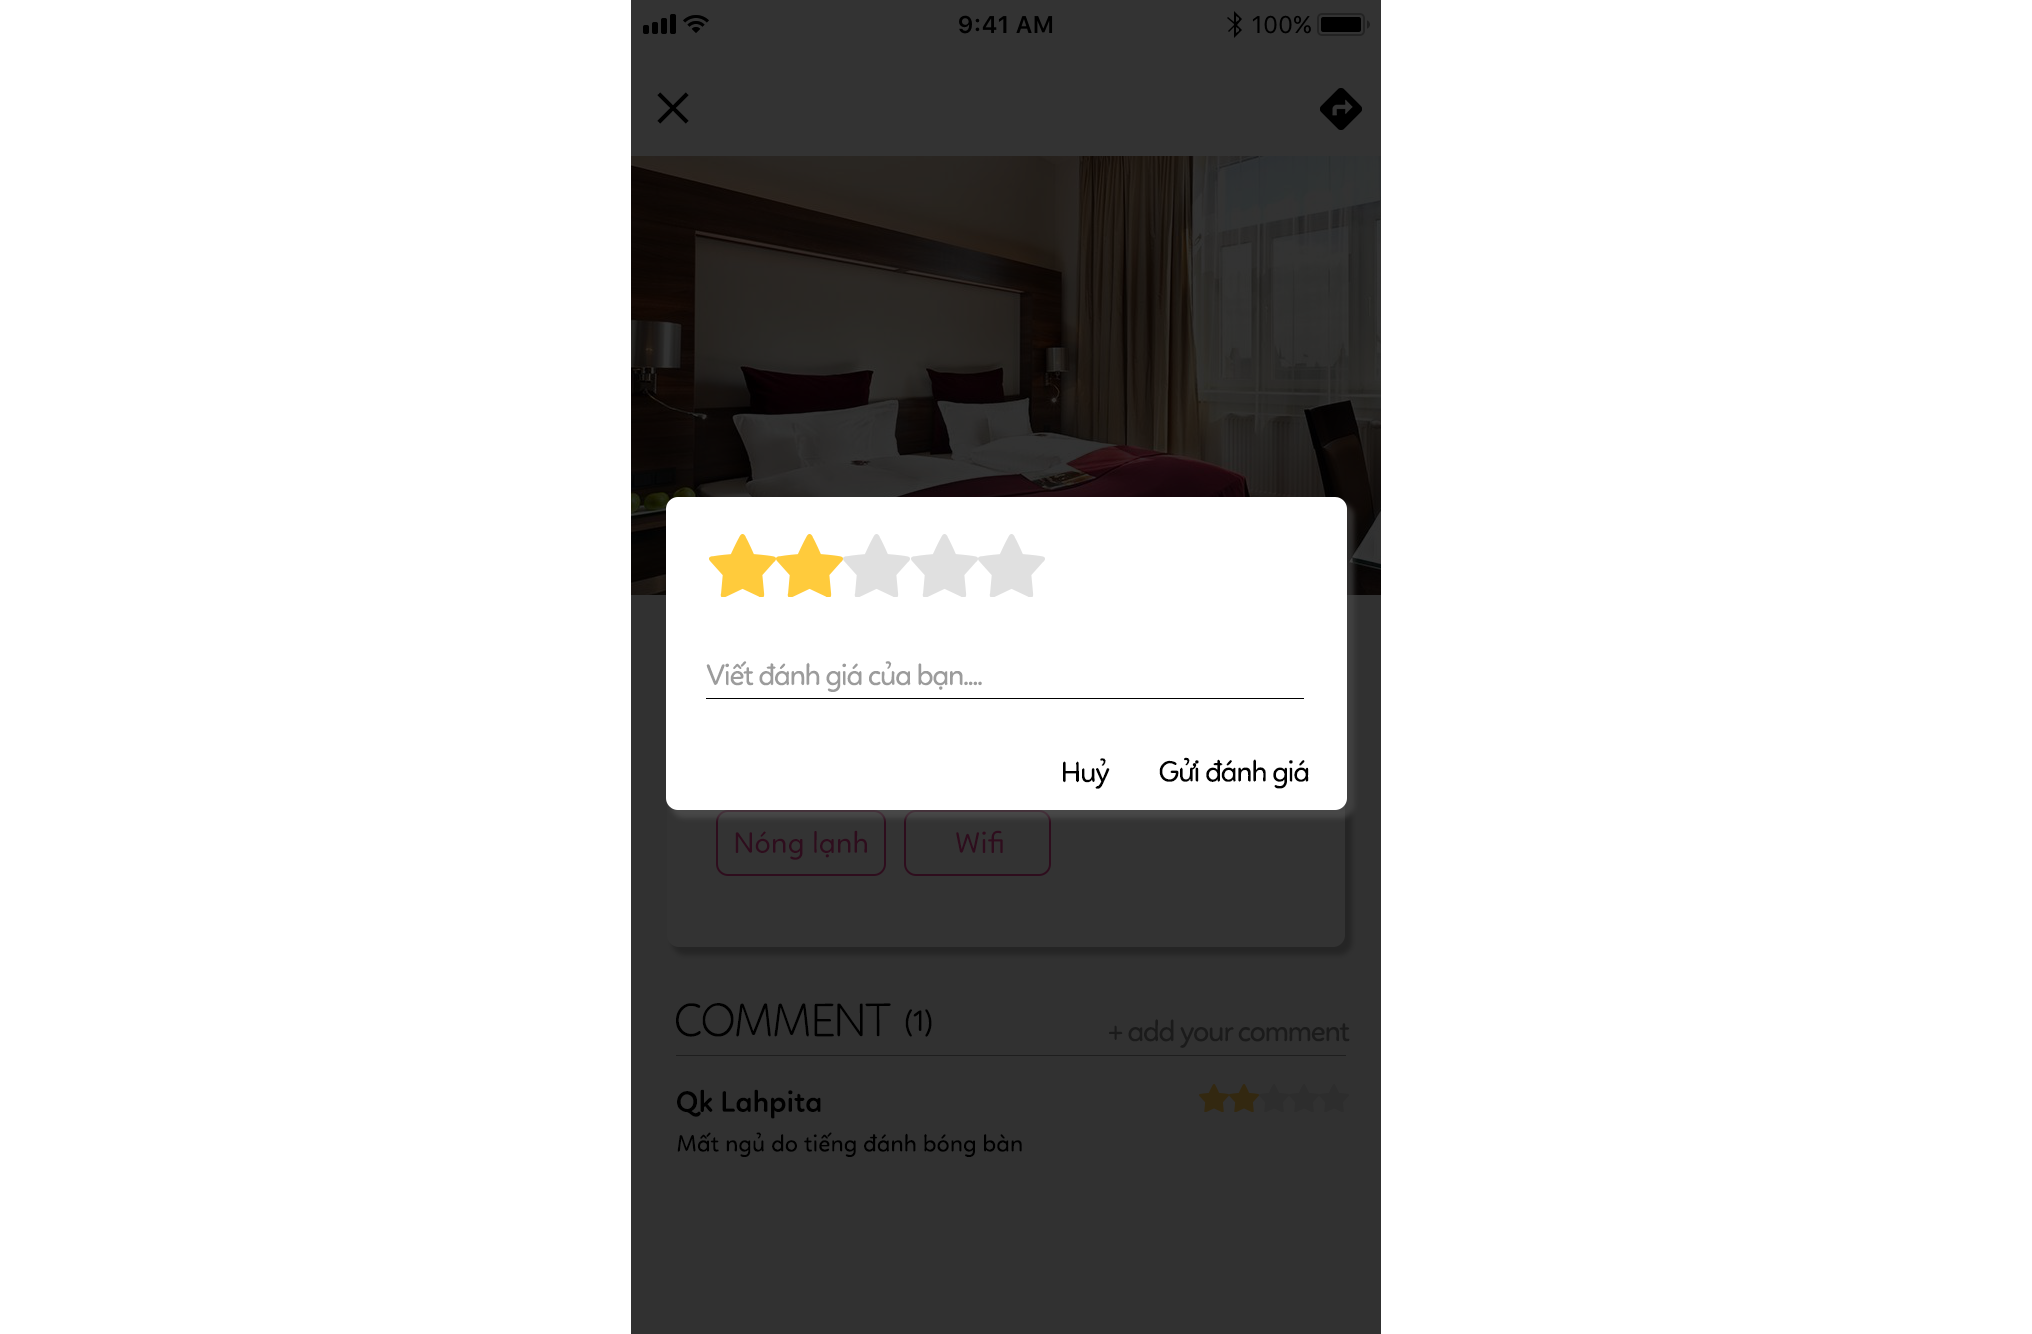 9:41 AM
100%
Viết đánh giá của bạn....
Huỷ Gửi đánh giá
Nóng lạnh Wifi
COMMENT (1)
+ add your comment
Qk Lahpita
Mất ngủ do tiếng đánh bóng bàn